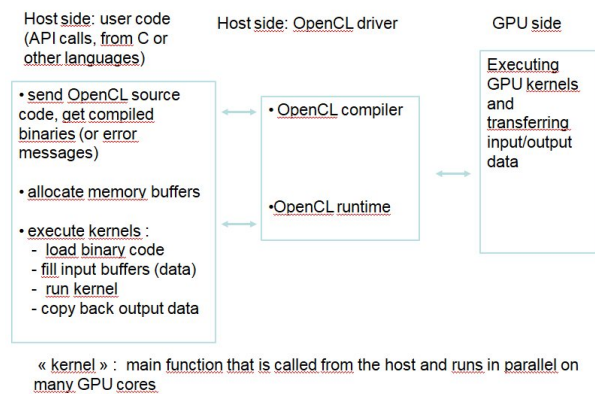 Host side: user code
(API calls, from C or
other languages)
Host side: OpenCL driver
GPU side
• send OpenCL source
code, get compiled
binaries (or error
messages)
• allocate memory buffers
• execute kernels :
- load binary code
- fill input buffers (data)
- run kernel
- copy back output data
• OpenCL compiler
•OpenCL runtime
Executing
GPU kernels
and
transferring
input/output
data
« kernel » : main function that is called from the host and runs in parallel on
many GPU cores